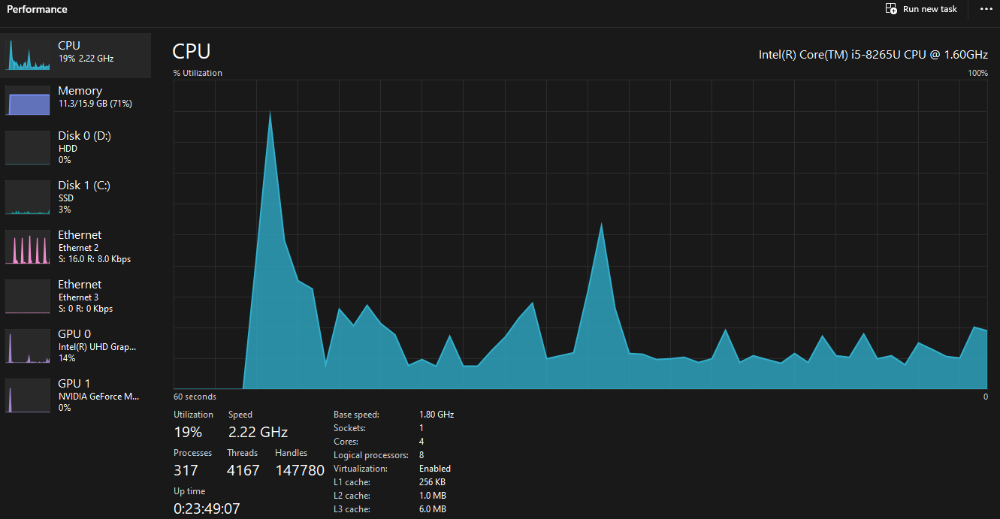 Performance
Run new task
CPU
19% 2.22 GHz
Memory
11.3/15.9 GB (71%)
Disk 0 (D:)
HDD
0%
Disk 1 (C:)
SSD
3%
Ethernet
Ethernet 2
S: 16.0 R: 8.0 Kbps
Ethernet
Ethernet 3
S: 0 R: 0 Kbps
GPU 0
Intel(R) UHD Grap...
14%
GPU 1
NVIDIA GeForce M...
0%
CPU
Intel(R) Core(TM) i5-8265U CPU @ 1.60GHz
% Utilization
100%
60 seconds
0
Utilization
Speed
19%
2.22 GHz
Processes
Threads
Handles
317
4167
147780
Up time
0:23:49:07
Base speed: 1.80 GHz
Sockets: 1
Cores: 4
Logical processors: 8
Virtualization: Enabled
L1 cache: 256 KB
L2 cache: 1.0 MB
L3 cache: 6.0 MB